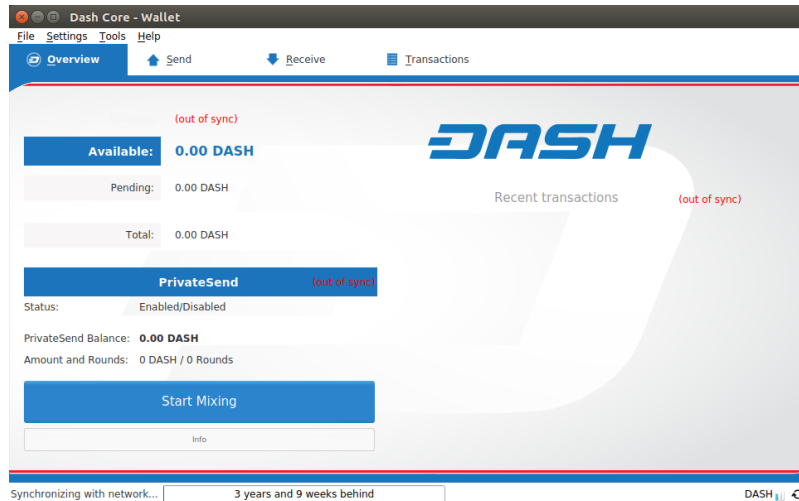 Dash Core - Wallet
File Settings Tools Help
Overview Send Receive Transactions
(out of sync)
Available: 0.00 DASH
Pending: 0.00 DASH
Total: 0.00 DASH
DASH
Recent transactions (out of sync)
PrivateSend (out of sync)
Status: Enabled/Disabled
PrivateSend Balance: 0.00 DASH
Amount and Rounds: 0 DASH / 0 Rounds
Start Mixing
Info
Synchronizing with network... 3 years and 9 weeks behind DASH